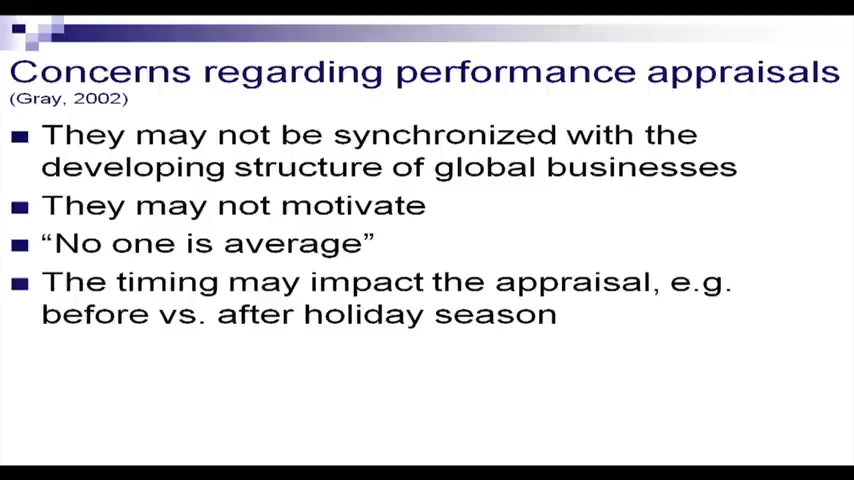 Concerns regarding performance appraisals
(Gray, 2002)
They may not be synchronized with the
developing structure of global businesses
They may not motivate
“No one is average”
The timing may impact the appraisal, e.g.
before vs. after holiday season